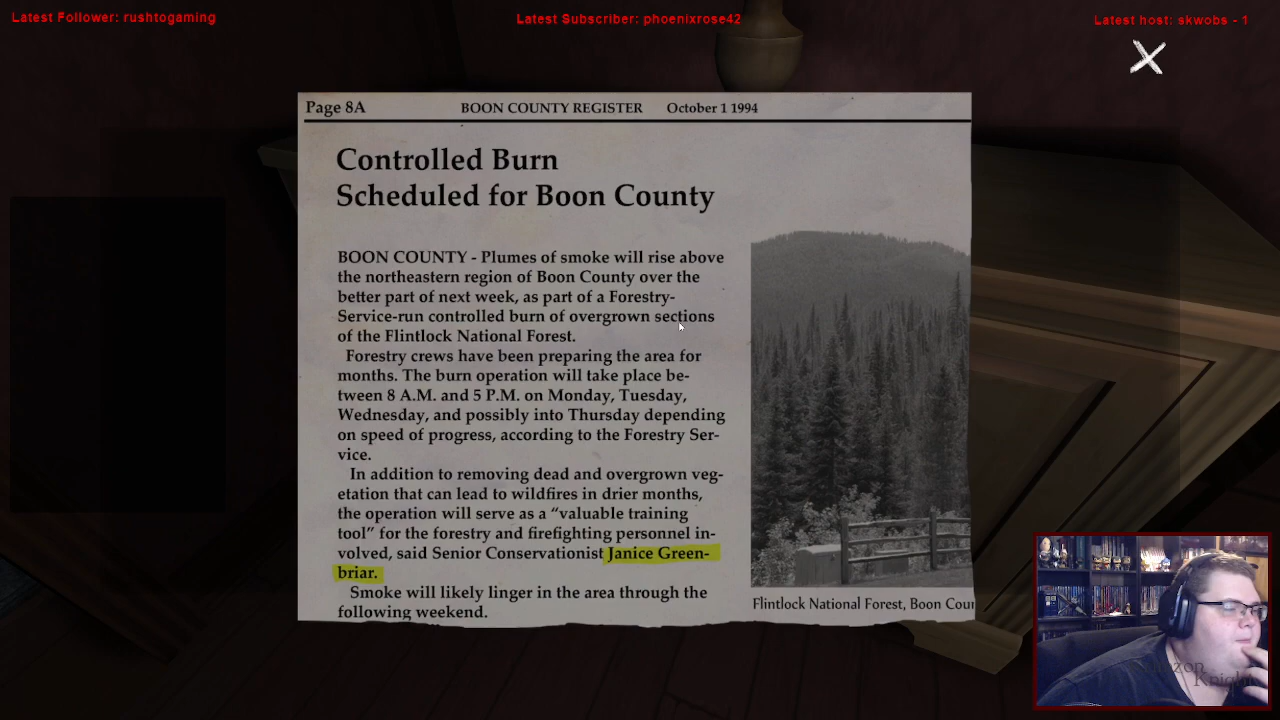 Latest Follower: rushtogaming
Latest Subscriber: phoenixrose42
Latest host: skwobs - 1
Page 8A BOON COUNTY REGISTER October 1 1994
Controlled Burn
Scheduled for Boon County
BOON COUNTY - Plumes of smoke will rise above
the northeastern region of Boon County over the
better part of next week, as part of a Forestry-
Service-run controlled burn of overgrown sections
of the Flintlock National Forest.
Forestry crews have been preparing the area for
months. The burn operation will take place be-
tween 8 A.M. and 5 P.M. on Monday, Tuesday,
Wednesday, and possibly into Thursday depending
on speed of progress, according to the Forestry Ser-
vice.
In addition to removing dead and overgrown veg-
etation that can lead to wildfires in drier months,
the operation will serve as a “valuable training
tool” for the forestry and firefighting personnel in-
volved, said Senior Conservationist Janice Green-
briar.
Smoke will likely linger in the area through the
following weekend.
Flintlock National Forest, Boon Coun
Knight